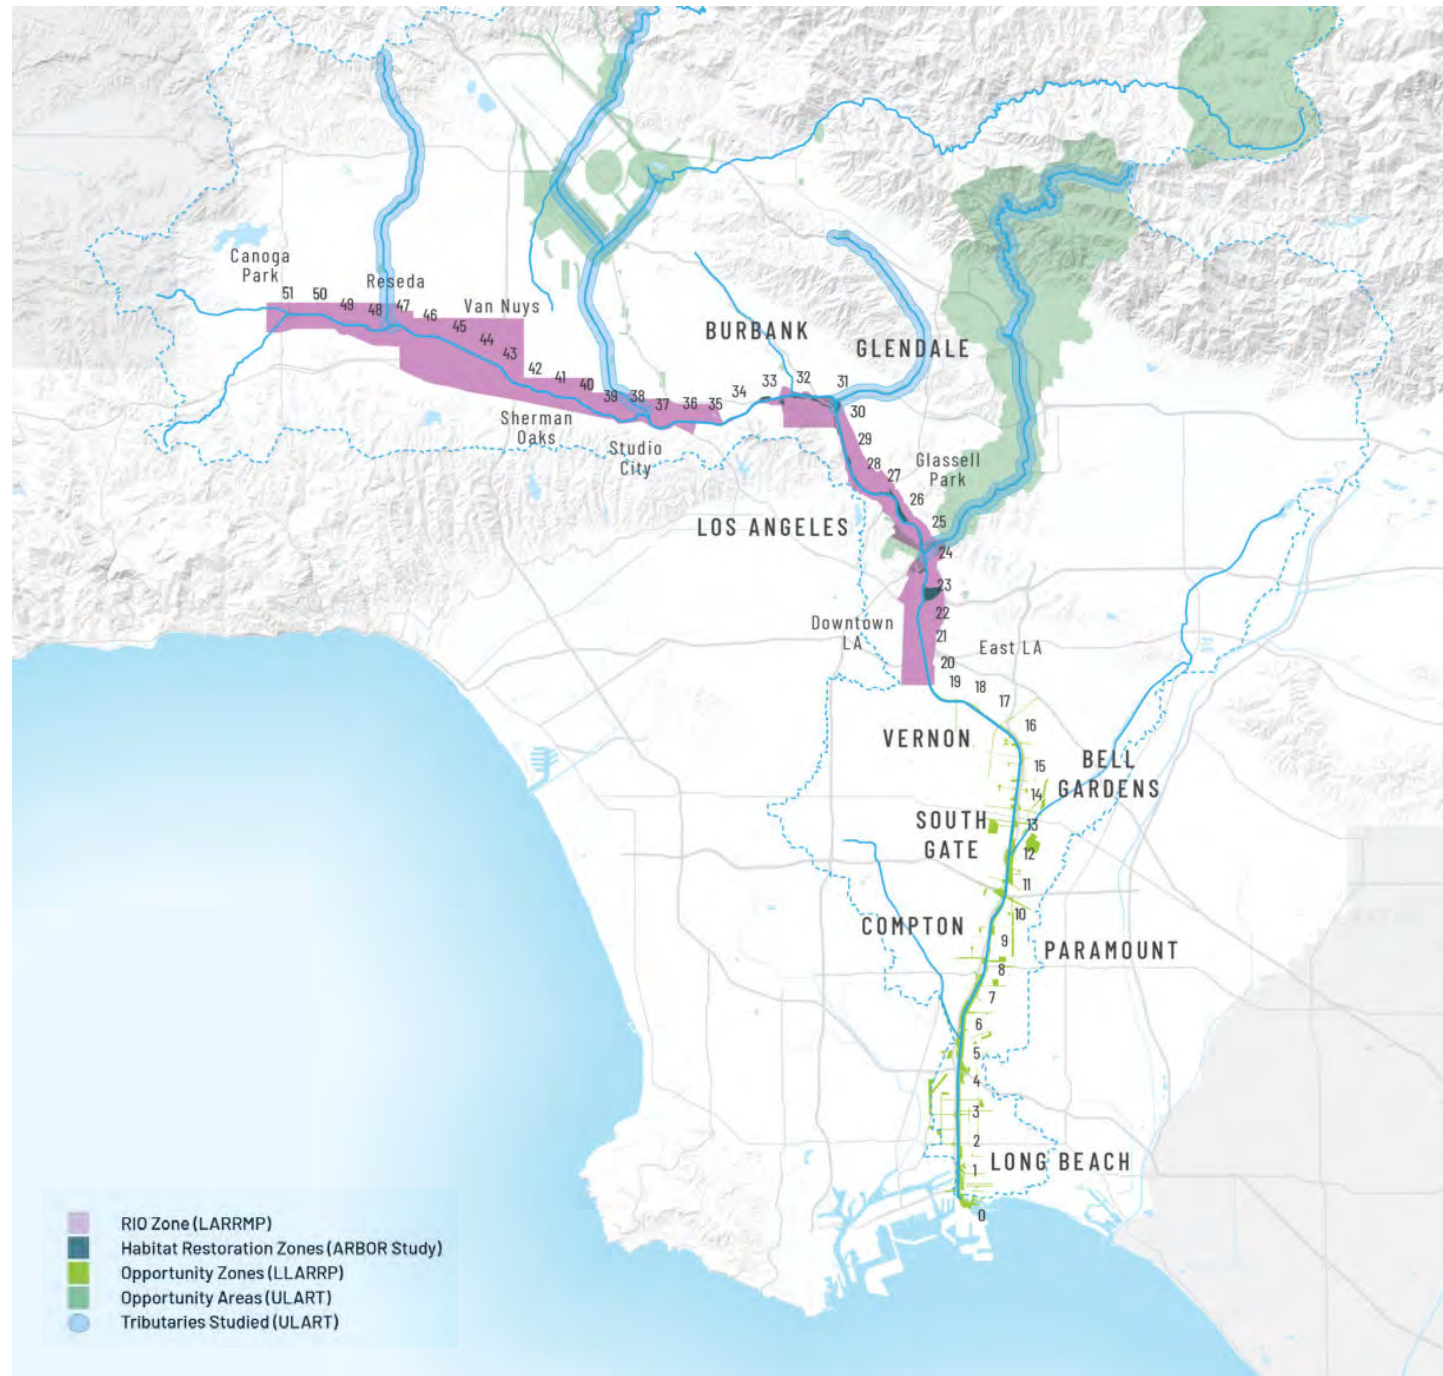 Canoga
Park
51
50
49
Reseda
48
47
46
Van Nuys
45
44
43
42
41
40
39
38
37
36
35
34
33
32
31
30
29
28
27
26
25
24
23
22
21
20
19
18
17
16
15
14
13
12
11
10
9
8
7
6
5
4
3
2
1
0
BURBANK
GLENDALE
Sherman
Oaks
Studio
City
Glassell
Park
LOS ANGELES
Downtown
LA
East LA
VERNON
BELL
GARDENS
SOUTH
GATE
COMPTON
PARAMOUNT
LONG BEACH
RIO Zone (LARRMP)
Habitat Restoration Zones (ARBOR Study)
Opportunity Zones (LLARRP)
Opportunity Areas (ULART)
Tributaries Studied (ULART)